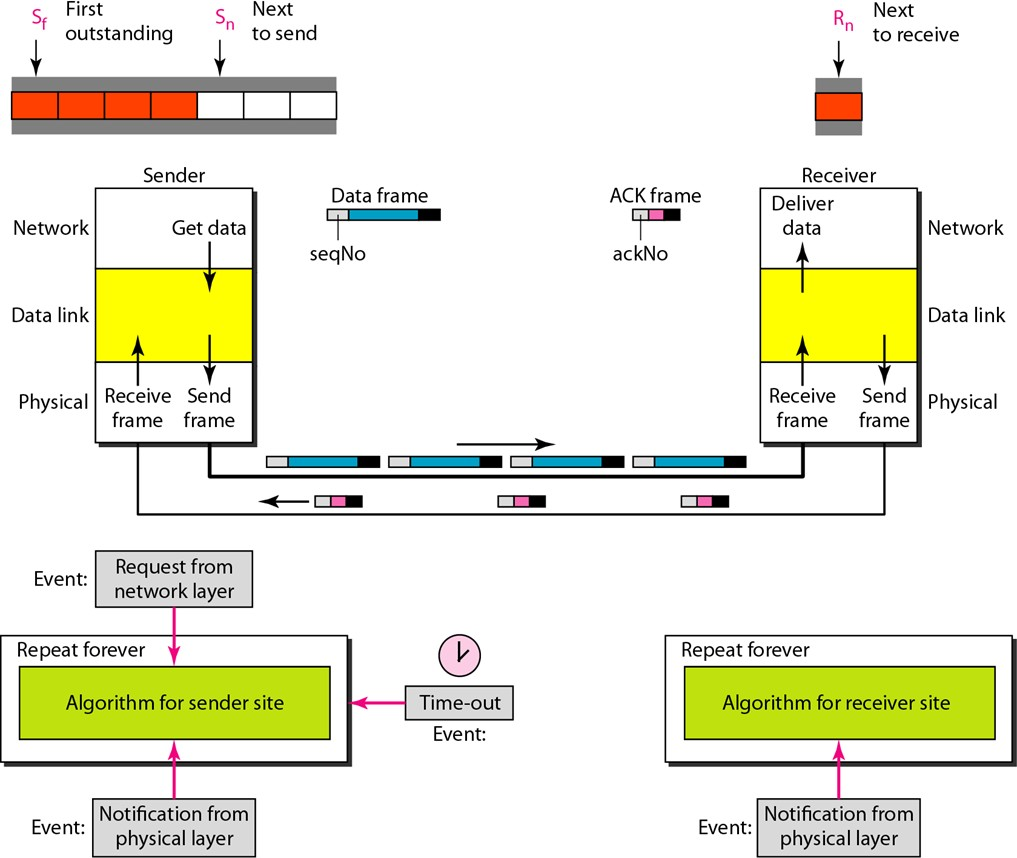 Sf First
outstanding
Sn Next
to send
Rn Next
to receive
Sender
Receiver
Data frame
seqNo
ACK frame
ackNo
Network
Get data
Deliver
data
Network
Data link
Data link
Physical
Receive
frame
Send
frame
Receive
frame
Send
frame
Physical
Event:
Request from
network layer
Repeat forever
Algorithm for sender site
Time-out
Event:
Event:
Notification from
physical layer
Repeat forever
Algorithm for receiver site
Event:
Notification from
physical layer